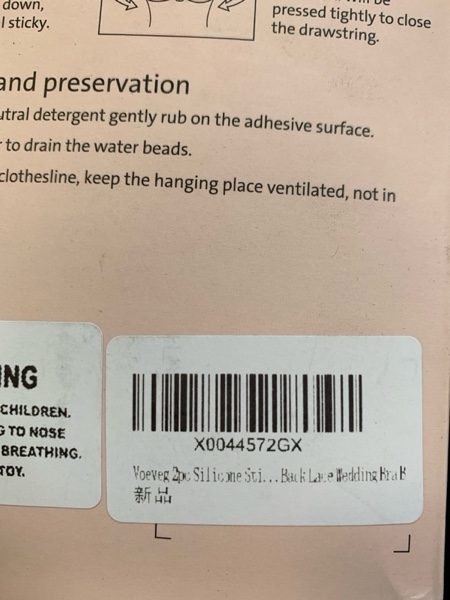 down,
l sticky.
pressed tightly to close
the drawstring.
and preservation
utral detergent gently rub on the adhesive surface.
to drain the water beads.
clothesline, keep the hanging place ventilated, not in
ING
CHILDREN.
G TO NOSE
BREATHING.
TOY.
X0044572GX
Voeveg 2pc Silicone Sti...Back Lace Wedding Bra B
新品